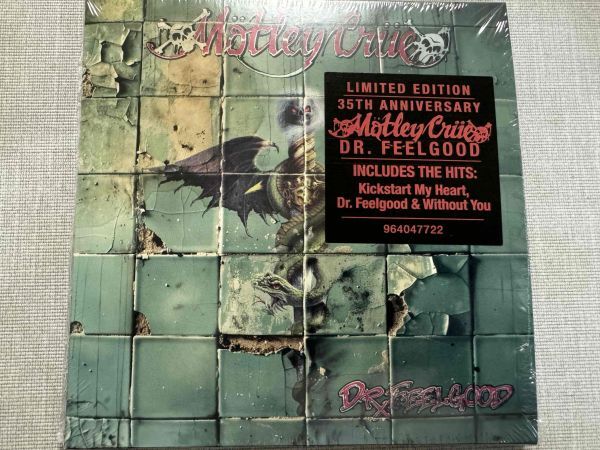 Mötley Crüe
LIMITED EDITION
35TH ANNIVERSARY
Mötley Crüe
DR. FEELGOOD
INCLUDES THE HITS:
Kickstart My Heart,
Dr. Feelgood & Without You
964047722
DR. FEELGOOD